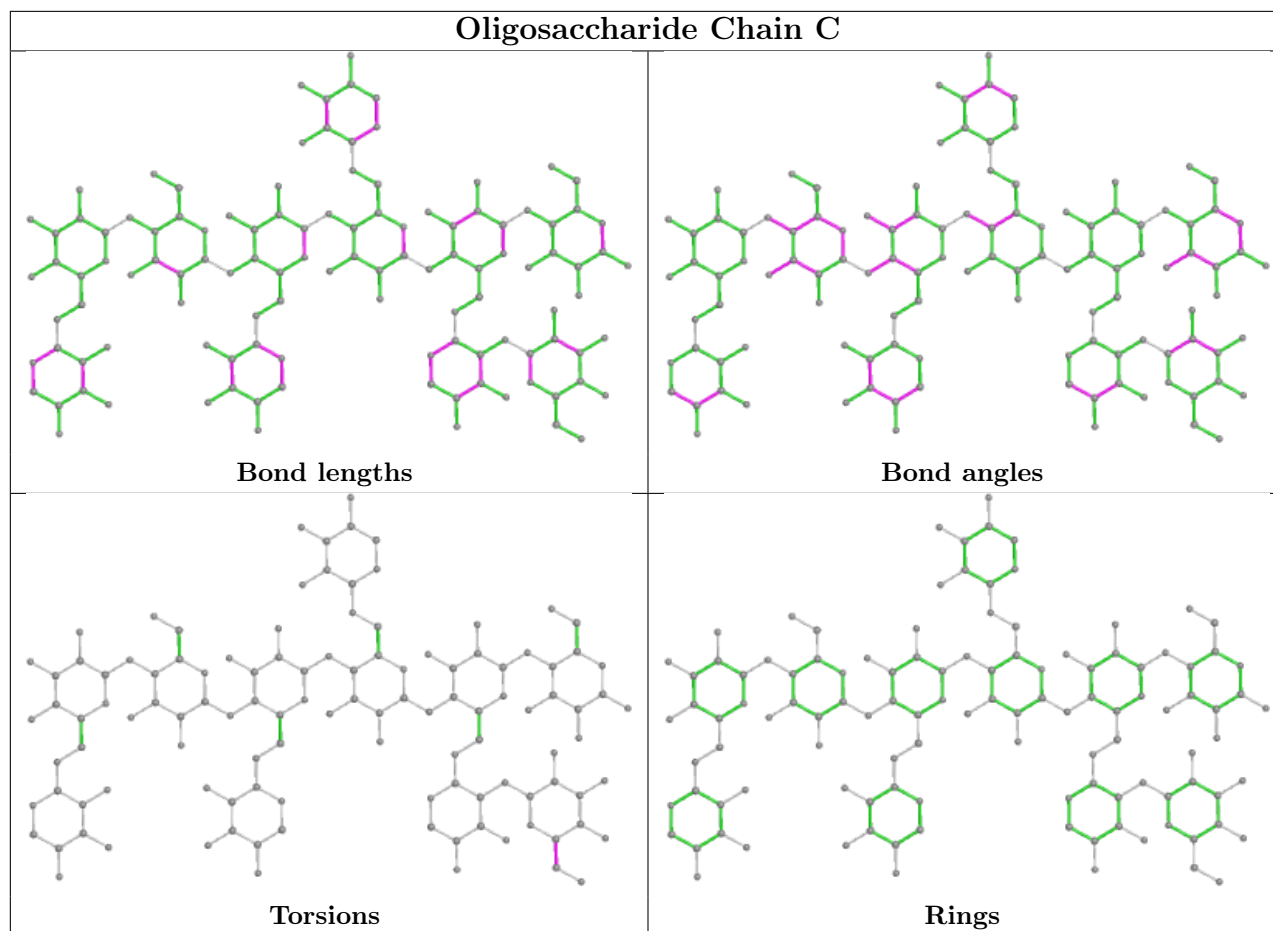 Oligosaccharide Chain C
Bond lengths
Bond angles
Torsions
Rings